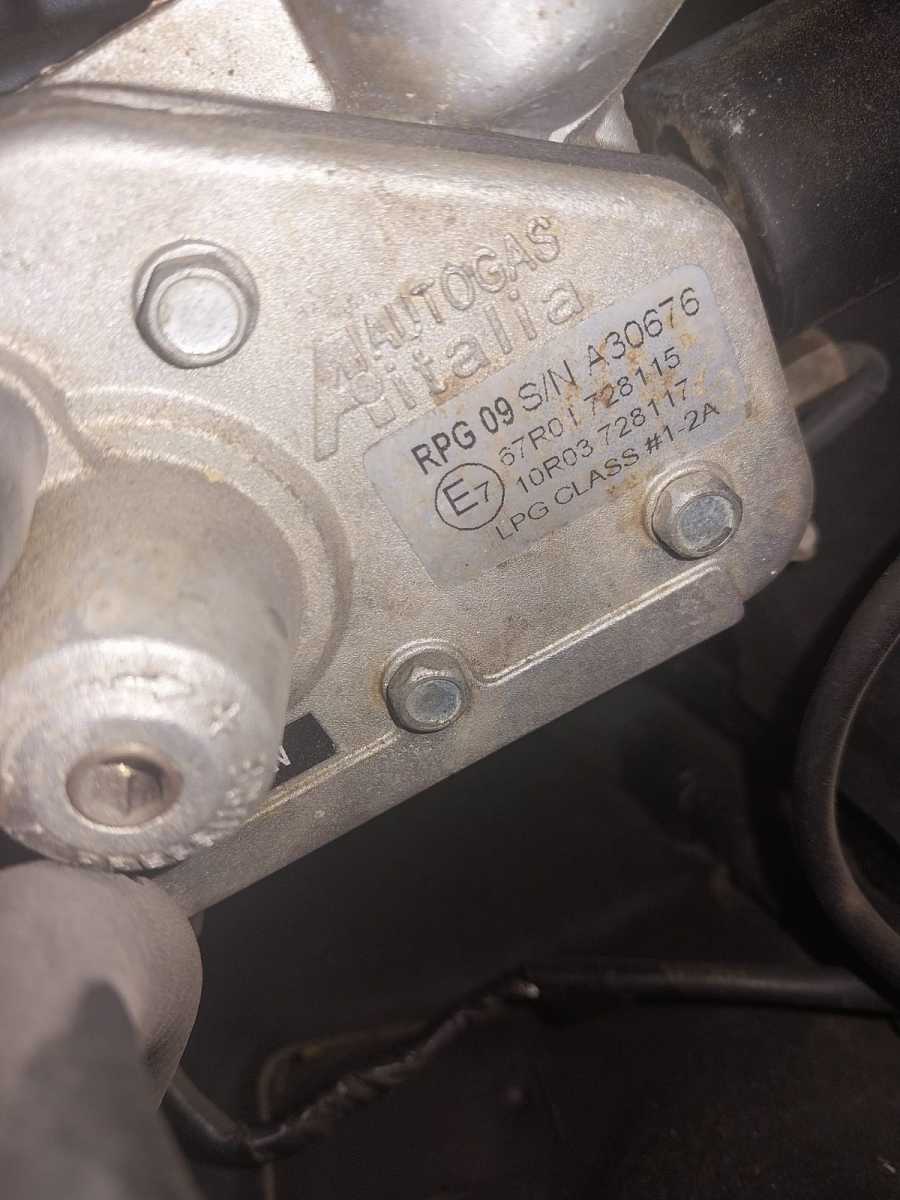 AUTOGAS
italia
RPG 09 S/N A30676
E7
67R01 728115
10R03 728117
LPG CLASS #1-2A
N